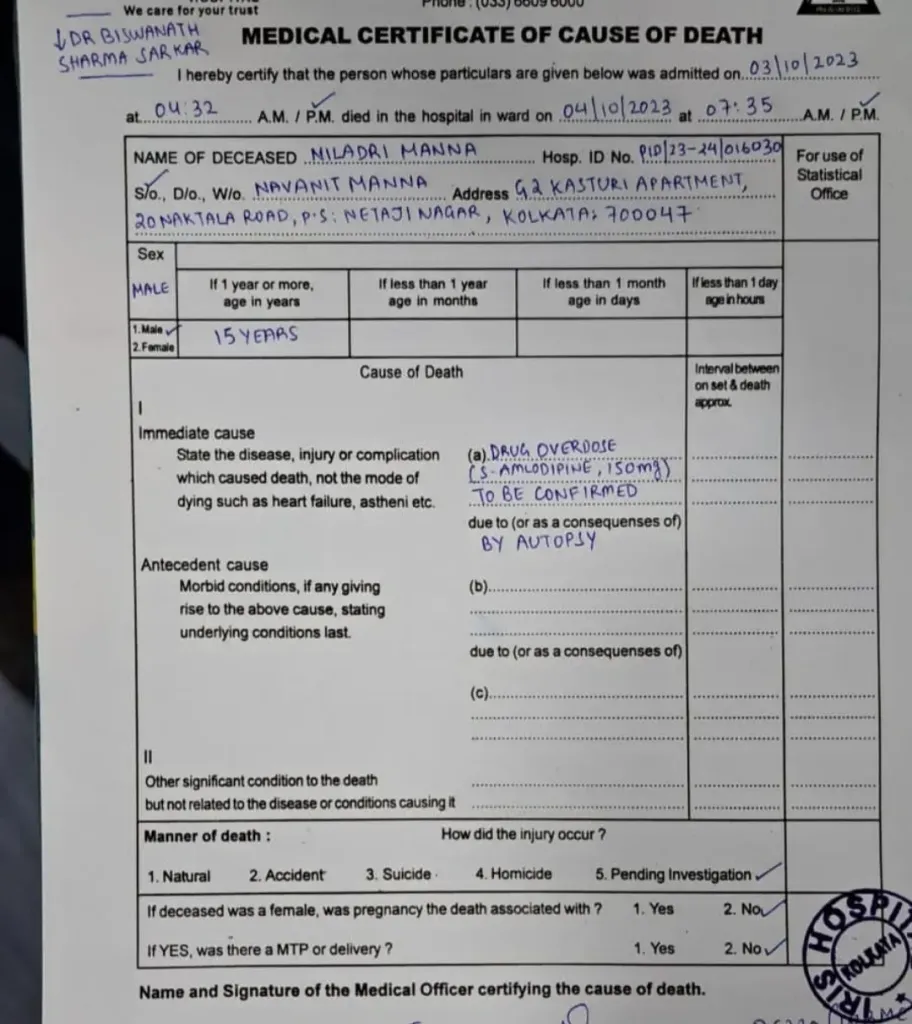 We care for your trust
Phone : (033) 6609 6000
↓DR BISWANATH
SHARMA SARKAR
MEDICAL CERTIFICATE OF CAUSE OF DEATH
I hereby certify that the person whose particulars are given below was admitted on 03/10/2023
at 04:32 A.M. / P.M. died in the hospital in ward on 04/10/2023 at 07:35 A.M. / P.M.
NAME OF DECEASED NILADRI MANNA Hosp. ID No. PID/23-24/016030
For use of
Statistical
Office
S/o., D/o., W/o. NAVANIT MANNA Address G2 KASTURI APARTMENT,
20 NAKTALA ROAD, P.S: NETAJI NAGAR, KOLKATA: 700047
Sex
MALE
If 1 year or more,
age in years
If less than 1 year
age in months
If less than 1 month
age in days
If less than 1 day
age in hours
1. Male
2. Female
15 YEARS
Cause of Death
Interval between
on set & death
approx.
I
Immediate cause
State the disease, injury or complication
which caused death, not the mode of
dying such as heart failure, astheni etc.
(a) DRUG OVERDOSE
(S-AMLODIPINE, 150mg)
TO BE CONFIRMED
due to (or as a consequenses of)
BY AUTOPSY
Antecedent cause
Morbid conditions, if any giving
rise to the above cause, stating
underlying conditions last.
(b)
due to (or as a consequenses of)
(c)
II
Other significant condition to the death
but not related to the disease or conditions causing it
Manner of death : How did the injury occur ?
1. Natural 2. Accident 3. Suicide 4. Homicide 5. Pending Investigation
If deceased was a female, was pregnancy the death associated with ? 1. Yes 2. No
If YES, was there a MTP or delivery ? 1. Yes 2. No
IRIS HOSPITAL
KOLKATA
Name and Signature of the Medical Officer certifying the cause of death.